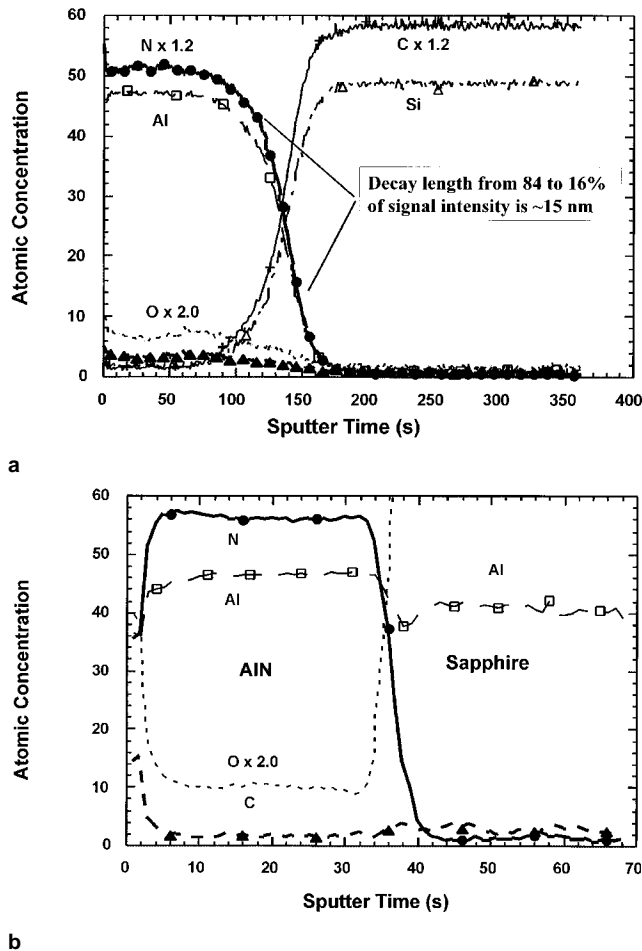 60
50
40
30
20
10
0
Atomic Concentration
N x 1.2
Al
C x 1.2
Si
Decay length from 84 to 16%
of signal intensity is ~15 nm
O x 2.0
0 50 100 150 200 250 300 350 400
Sputter Time (s)
a
60
50
40
30
20
10
0
Atomic Concentration
N
Al
Al
AlN
Sapphire
O x 2.0
C
0 10 20 30 40 50 60 70
Sputter Time (s)
b